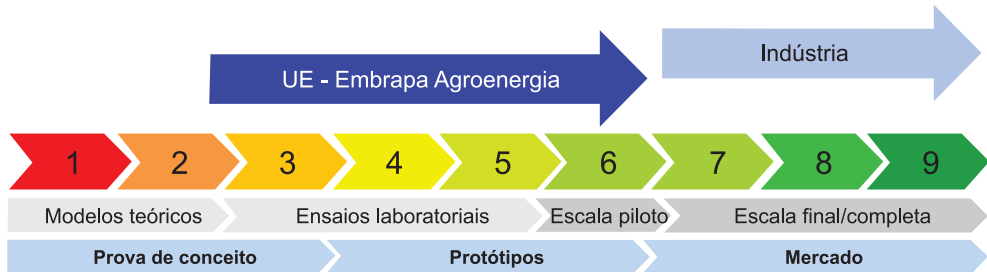 Indústria
UE - Embrapa Agroenergia
1 2 3 4 5 6 7 8 9
Modelos teóricos Ensaios laboratoriais Escala piloto Escala final/completa
Prova de conceito Protótipos Mercado